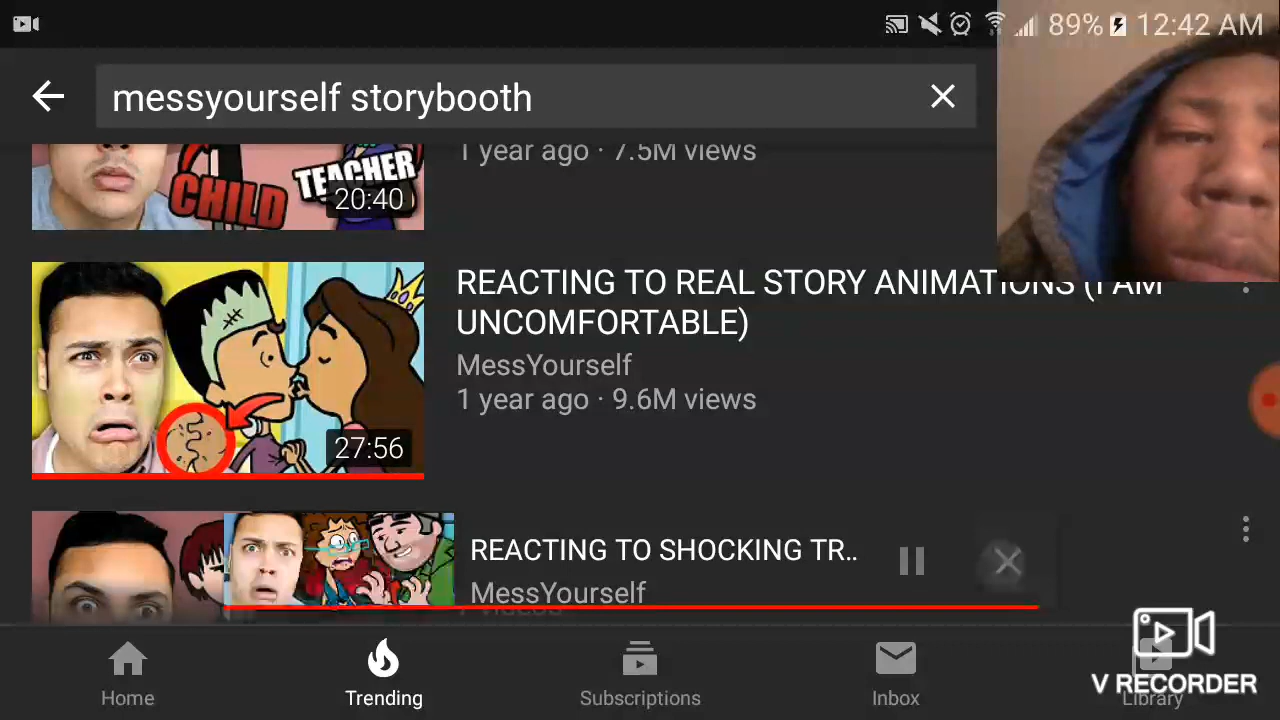 89% 12:42 AM
messyourself storybooth
1 year ago · 7.5M views
CHILD
TEACHER
20:40
REACTING TO REAL STORY ANIMATIONS (I AM
UNCOMFORTABLE)
MessYourself
1 year ago · 9.6M views
27:56
REACTING TO SHOCKING TR..
MessYourself
V RECORDER
Home
Trending
Subscriptions
Inbox
Library